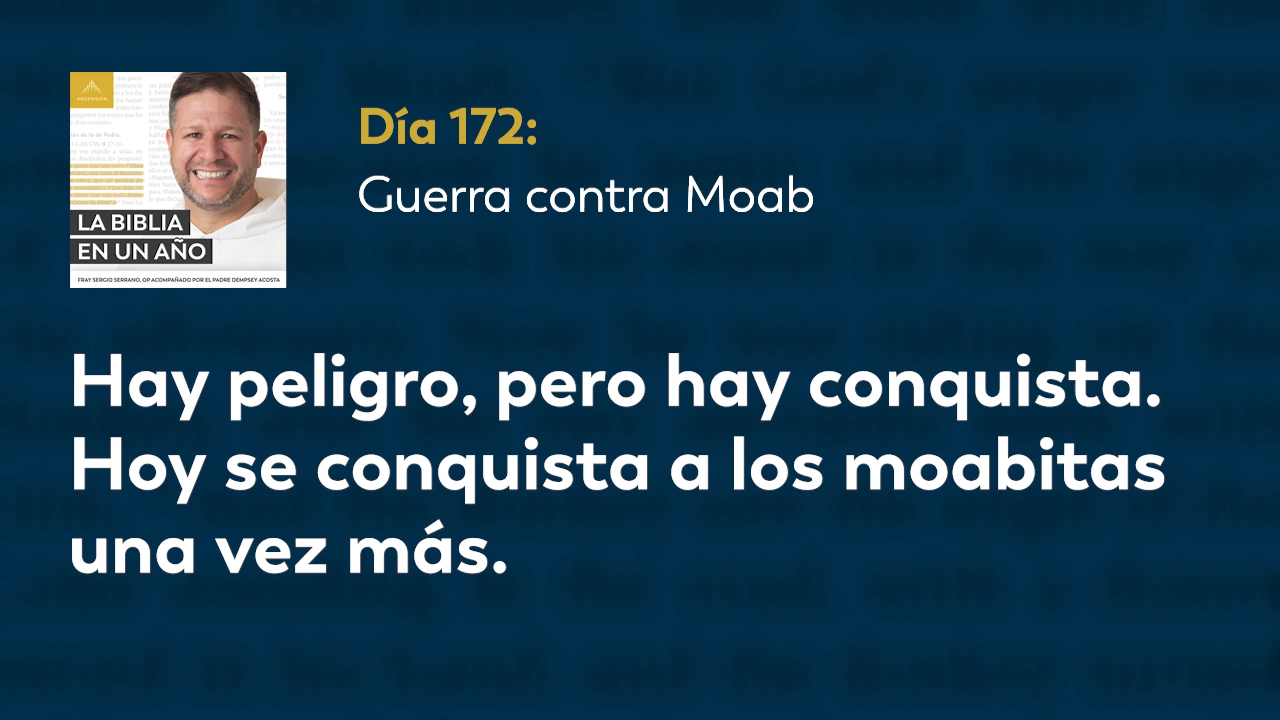 ASCENSION
LA BIBLIA
EN UN AÑO
FRAY SERGIO SERRANO, OP ACOMPAÑADO POR EL PADRE DEMPSEY ACOSTA
Día 172:
Guerra contra Moab
Hay peligro, pero hay conquista.
Hoy se conquista a los moabitas
una vez más.